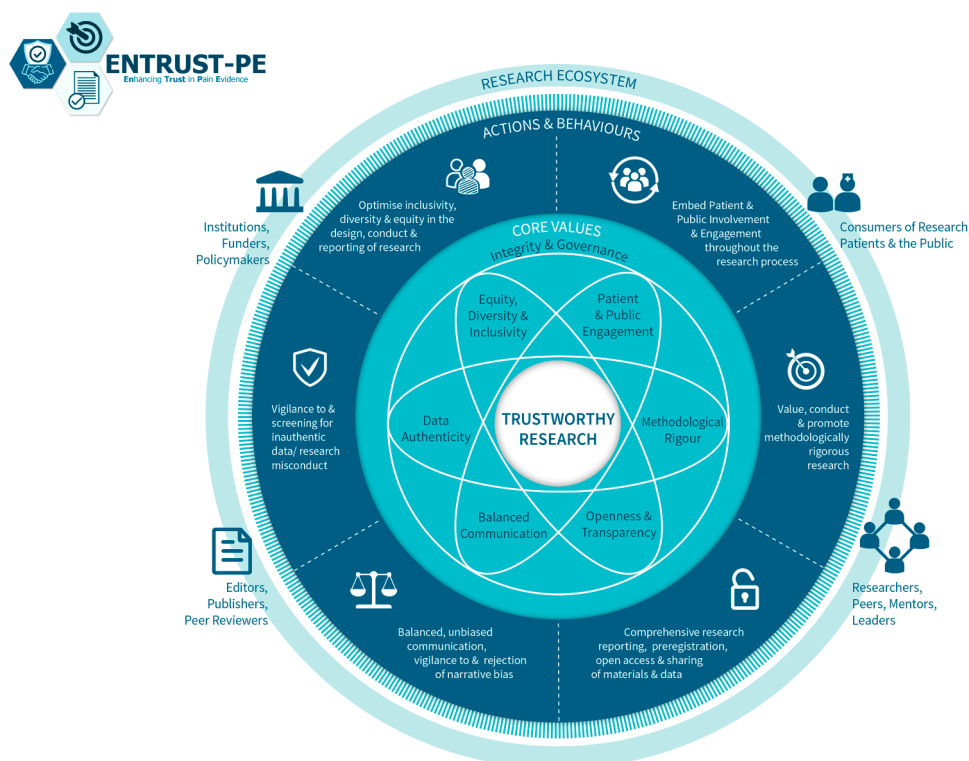 ENTRUST-PE
Enhancing Trust in Pain Evidence
RESEARCH ECOSYSTEM
ACTIONS & BEHAVIOURS
Optimise inclusivity,
diversity & equity in the
design, conduct &
reporting of research
Embed Patient &
Public Involvement
& Engagement
throughout the
research process
Institutions,
Funders,
Policymakers
Consumers of Research
Patients & the Public
CORE VALUES
Integrity & Governance
Equity,
Diversity &
Inclusivity
Patient
& Public
Engagement
Vigilance to &
screening for
inauthentic
data/ research
misconduct
Data
Authenticity
TRUSTWORTHY
RESEARCH
Methodological
Rigour
Value, conduct
& promote
methodologically
rigorous
research
Balanced
Communication
Openness &
Transparency
Editors,
Publishers,
Peer Reviewers
Researchers,
Peers, Mentors,
Leaders
Balanced, unbiased
communication,
vigilance to & rejection
of narrative bias
Comprehensive research
reporting, preregistration,
open access & sharing
of materials & data